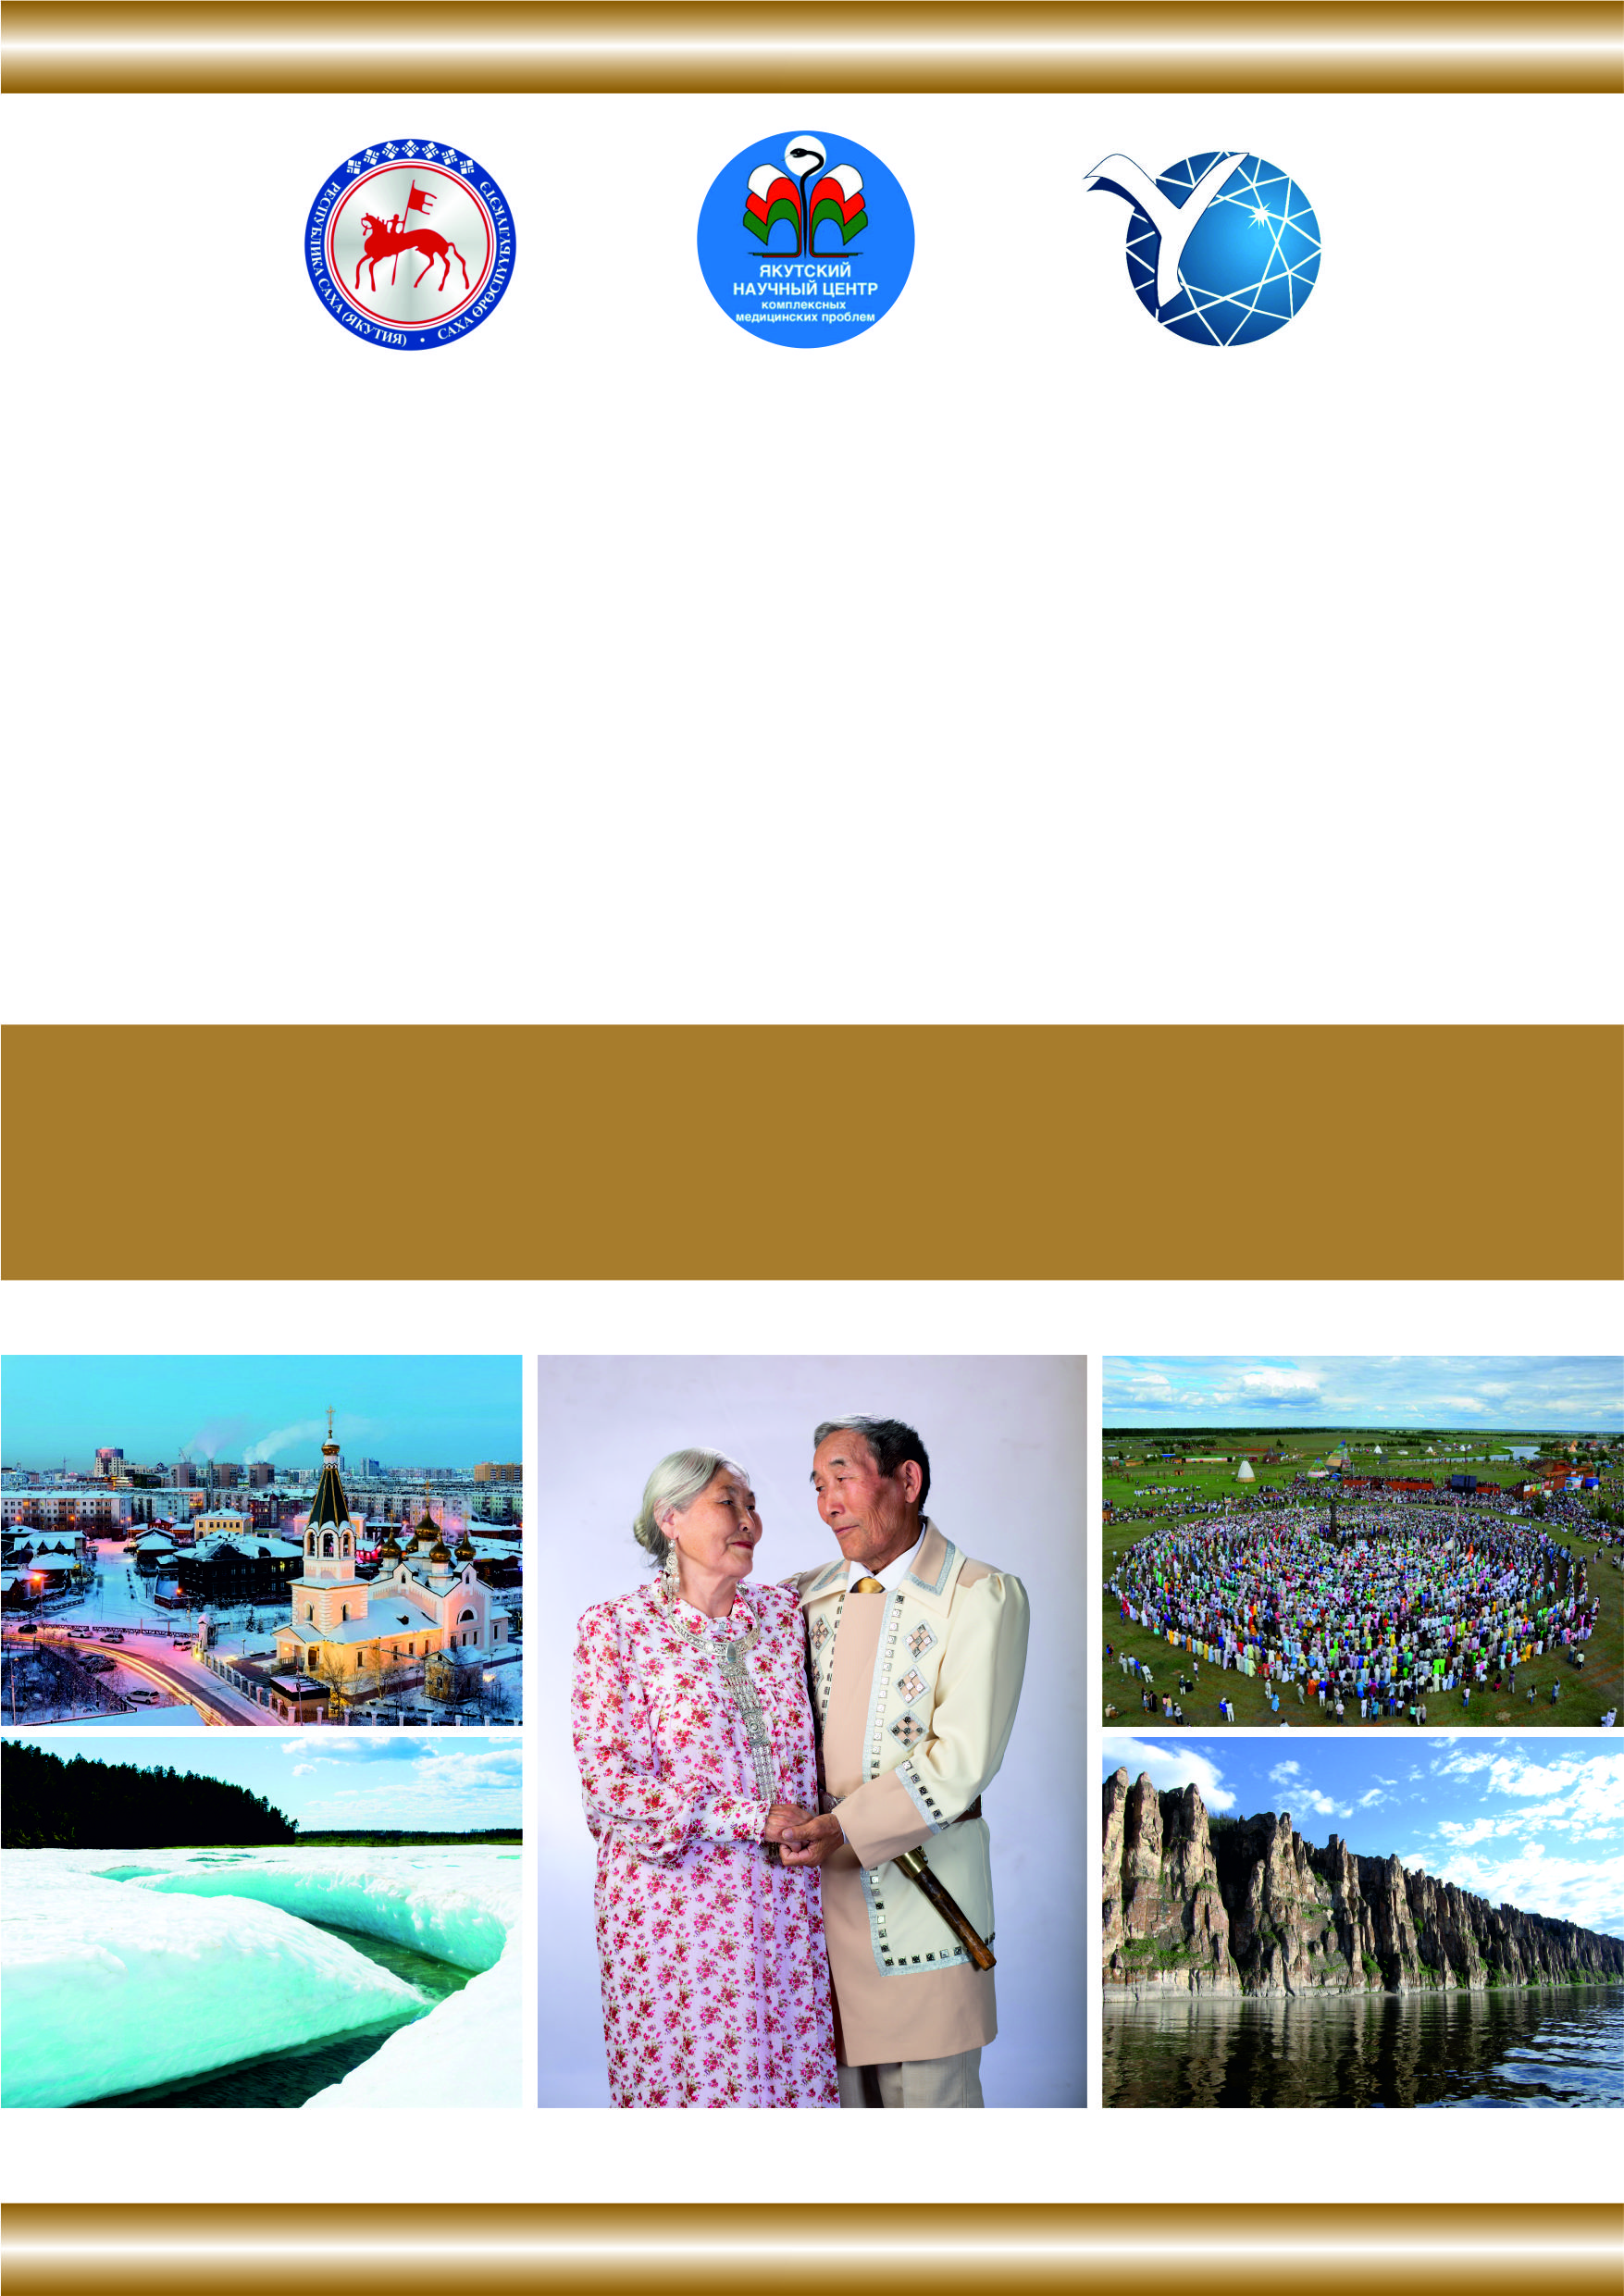 РЕСПУБЛИКА САХА (ЯКУТИЯ) • САХА ӨРӨСПҮҮБҮЛҮКЭТЭ
ЯКУТСКИЙ
НАУЧНЫЙ ЦЕНТР
комплексных
медицинских проблем